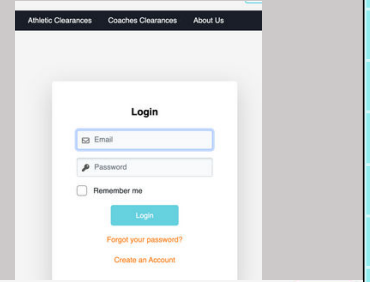 Athletic Clearances Coaches Clearances About Us
Login
Email
Password
Remember me
Login
Forgot your password?
Create an Account